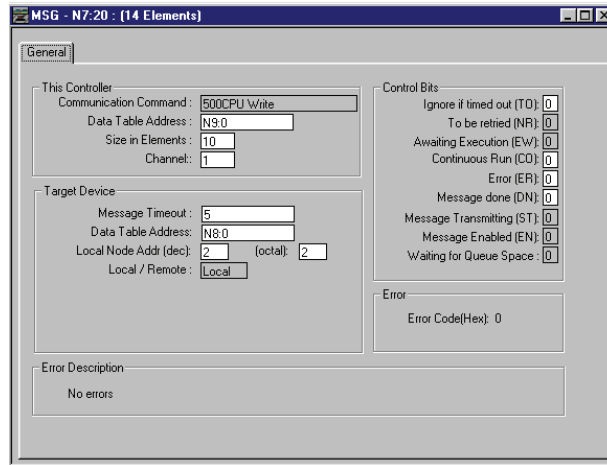 MSG - N7:20 : (14 Elements)
General
This Controller
Communication Command : 500CPU Write
Data Table Address : N9:0
Size in Elements : 10
Channel:: 1
Target Device
Message Timeout : 5
Data Table Address: N8:0
Local Node Addr (dec): 2 (octal): 2
Local / Remote : Local
Control Bits
Ignore if timed out (TO): 0
To be retried (NR): 0
Awaiting Execution (EW): 0
Continuous Run (CO): 0
Error (ER): 0
Message done (DN): 0
Message Transmitting (ST): 0
Message Enabled (EN): 0
Waiting for Queue Space : 0
Error
Error Code(Hex): 0
Error Description
No errors